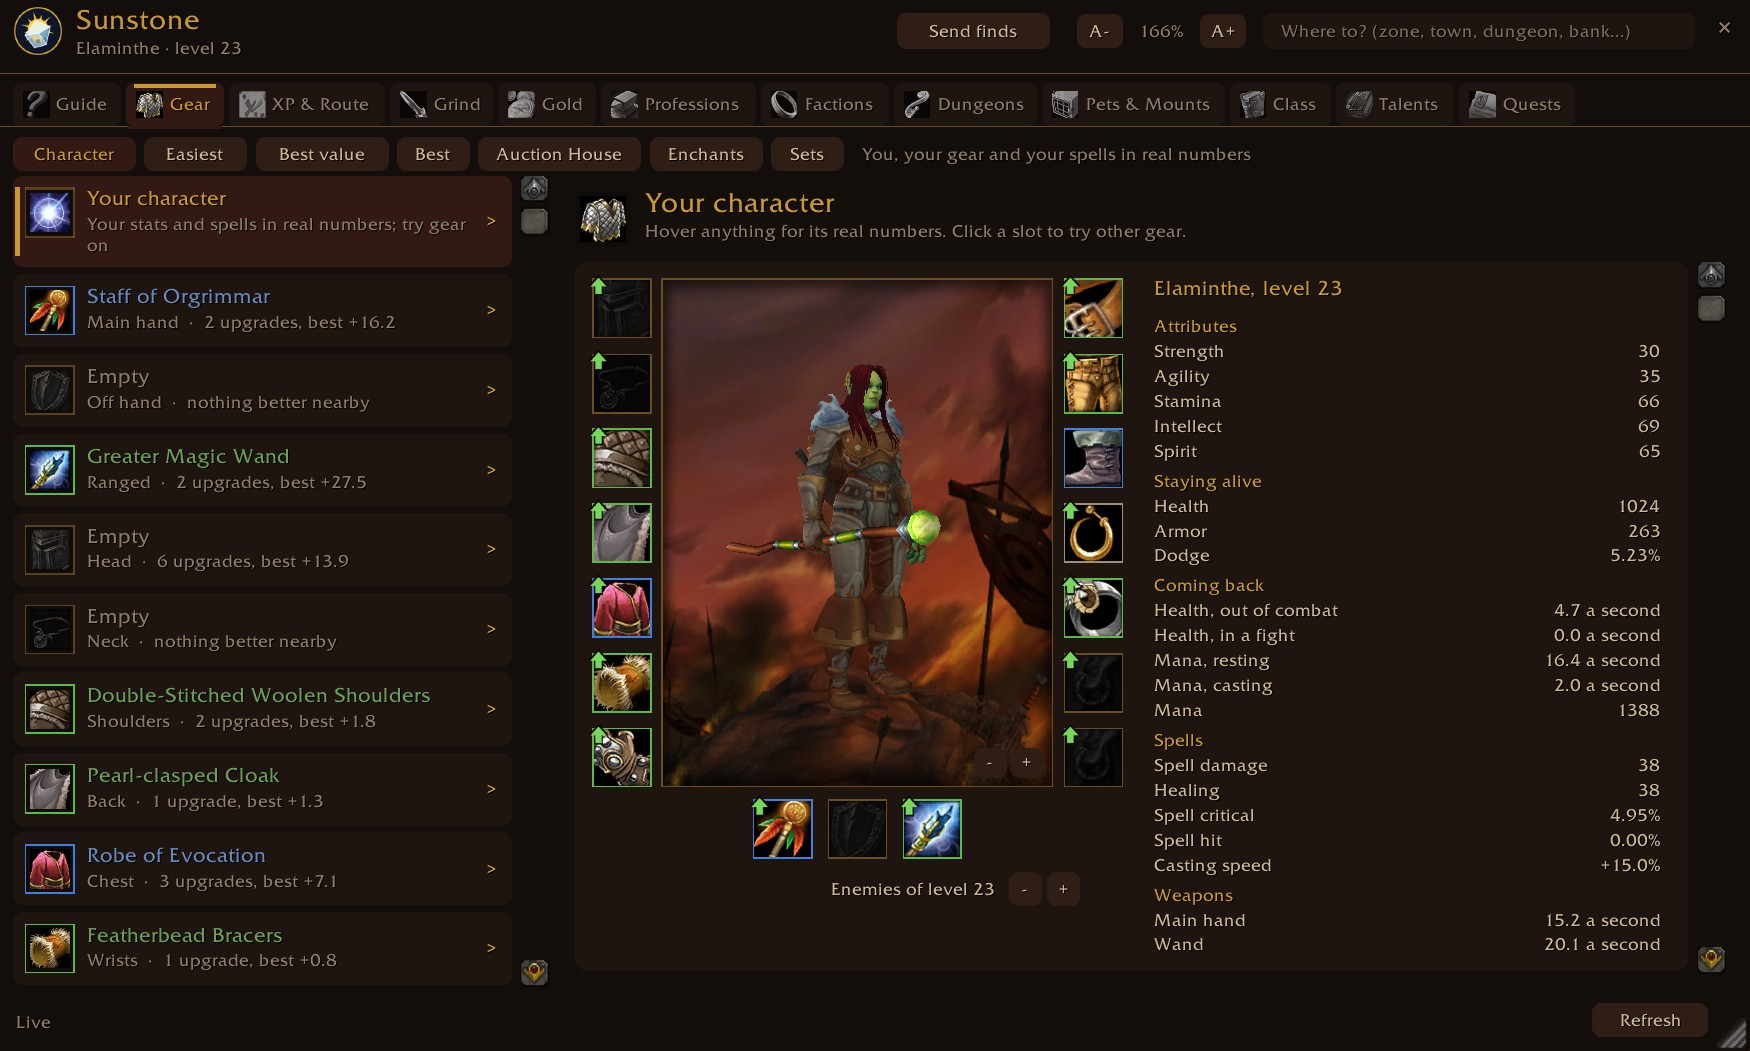 Sunstone
Elaminthe · level 23
Send finds
A-
166%
A+
Where to? (zone, town, dungeon, bank...)
×
Guide
Gear
XP & Route
Grind
Gold
Professions
Factions
Dungeons
Pets & Mounts
Class
Talents
Quests
Character
Easiest
Best value
Best
Auction House
Enchants
Sets
You, your gear and your spells in real numbers
Your character
Your stats and spells in real numbers; try gear
on
>
Staff of Orgrimmar
Main hand · 2 upgrades, best +16.2
>
Empty
Off hand · nothing better nearby
>
Greater Magic Wand
Ranged · 2 upgrades, best +27.5
>
Empty
Head · 6 upgrades, best +13.9
>
Empty
Neck · nothing better nearby
>
Double-Stitched Woolen Shoulders
Shoulders · 2 upgrades, best +1.8
>
Pearl-clasped Cloak
Back · 1 upgrade, best +1.3
>
Robe of Evocation
Chest · 3 upgrades, best +7.1
>
Featherbead Bracers
Wrists · 1 upgrade, best +0.8
>
Your character
Hover anything for its real numbers. Click a slot to try other gear.
- +
Enemies of level 23 - +
Elaminthe, level 23
Attributes
Strength 30
Agility 35
Stamina 66
Intellect 69
Spirit 65
Staying alive
Health 1024
Armor 263
Dodge 5.23%
Coming back
Health, out of combat 4.7 a second
Health, in a fight 0.0 a second
Mana, resting 16.4 a second
Mana, casting 2.0 a second
Mana 1388
Spells
Spell damage 38
Healing 38
Spell critical 4.95%
Spell hit 0.00%
Casting speed +15.0%
Weapons
Main hand 15.2 a second
Wand 20.1 a second
Live
Refresh